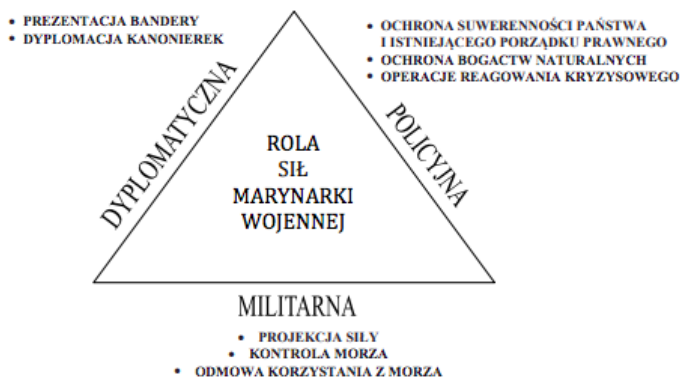 • PREZENTACJA BANDERY
• DYPLOMACJA KANONIEREK
• OCHRONA SUWERENNOŚCI PAŃSTWA
I ISTNIEJĄCEGO PORZĄDKU PRAWNEGO
• OCHRONA BOGACTW NATURALNYCH
• OPERACJE REAGOWANIA KRYZYSOWEGO
DYPLOMATYCZNA
POLICYJNA
ROLA
SIŁ
MARYNARKI
WOJENNEJ
MILITARNA
• PROJEKCJA SIŁY
• KONTROLA MORZA
• ODMOWA KORZYSTANIA Z MORZA